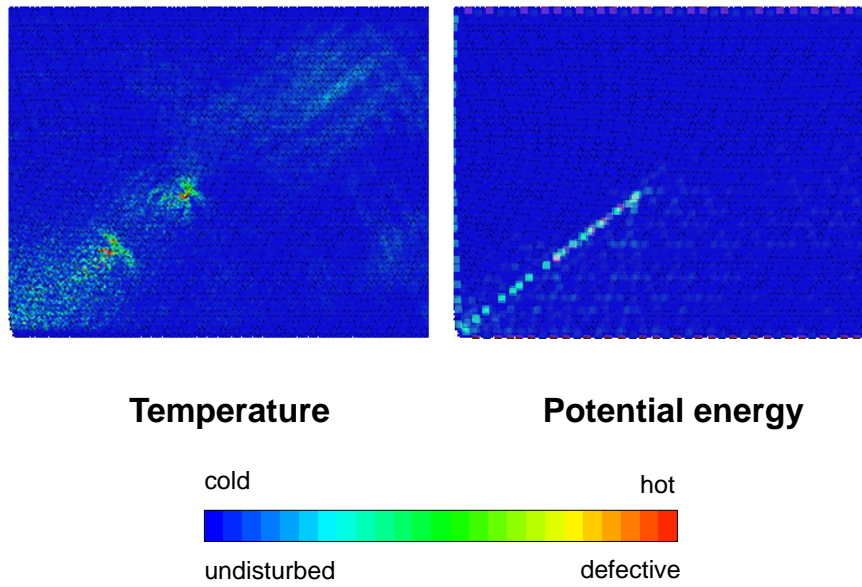 Temperature
Potential energy
cold
hot
undisturbed
defective